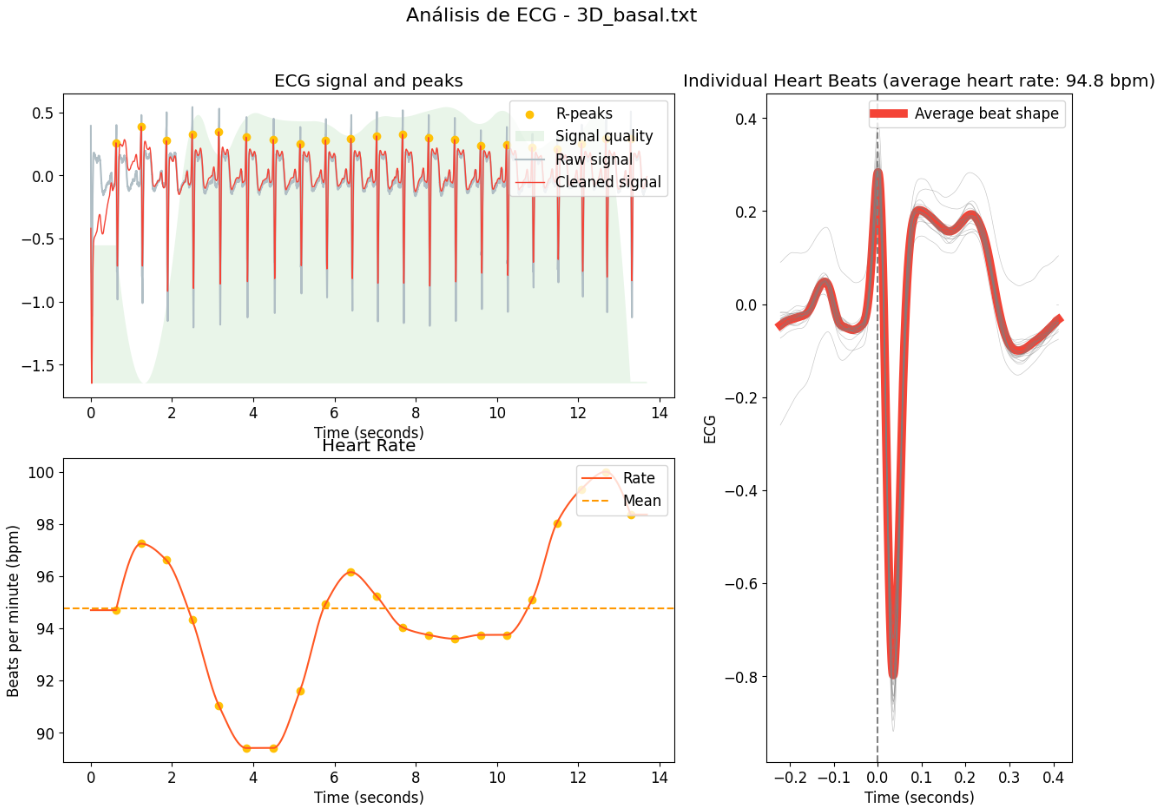 Análisis de ECG - 3D_basal.txt
ECG signal and peaks
0.5
0.0
−0.5
−1.0
−1.5
R-peaks
Signal quality
Raw signal
Cleaned signal
0 2 4 6 8 10 12 14
Time (seconds)
Heart Rate
Beats per minute (bpm)
100
98
96
94
92
90
Rate
Mean
0 2 4 6 8 10 12 14
Time (seconds)
Individual Heart Beats (average heart rate: 94.8 bpm)
Average beat shape
ECG
0.4
0.2
0.0
−0.2
−0.4
−0.6
−0.8
−0.2 −0.1 0.0 0.1 0.2 0.3 0.4
Time (seconds)